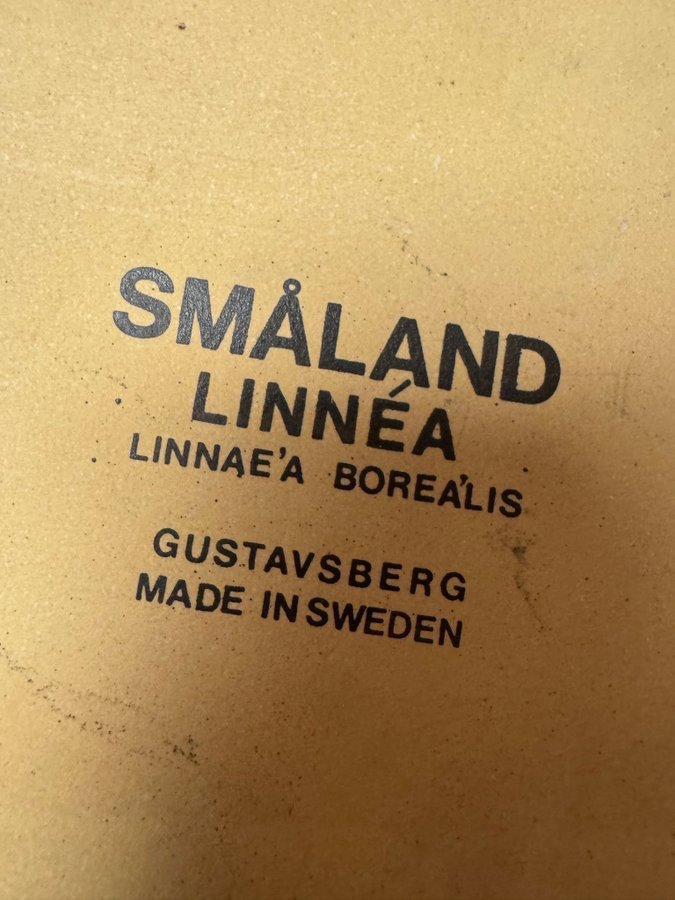 SMÅLAND
LINNÉA
LINNAE'A BOREA'LIS
GUSTAVSBERG
MADE IN SWEDEN